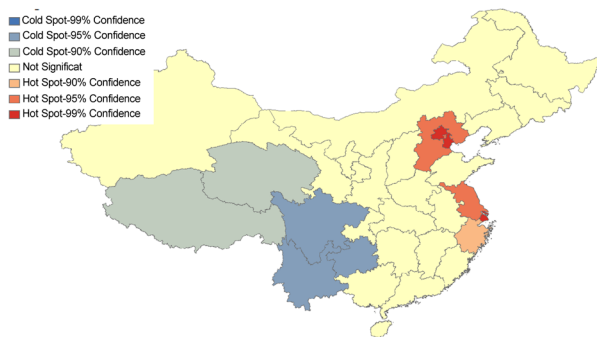 Cold Spot-99% Confidence
Cold Spot-95% Confidence
Cold Spot-90% Confidence
Not Significat
Hot Spot-90% Confidence
Hot Spot-95% Confidence
Hot Spot-99% Confidence